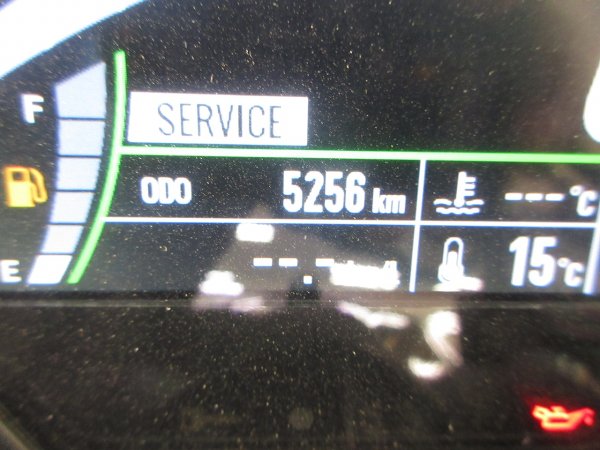 F
SERVICE
ODO 5256 km
---°C
E
--.-
15°C